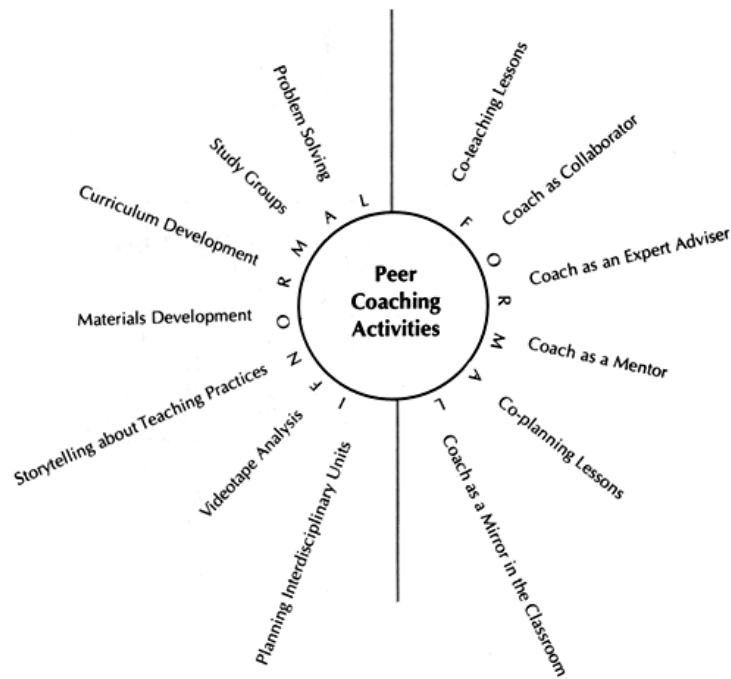 Peer
Coaching
Activities
INFORMAL
Problem Solving
Study Groups
Curriculum Development
Materials Development
Storytelling about Teaching Practices
Videotape Analysis
Planning Interdisciplinary Units
FORMAL
Co-teaching Lessons
Coach as Collaborator
Coach as an Expert Adviser
Coach as a Mentor
Co-planning Lessons
Coach as a Mirror in the Classroom